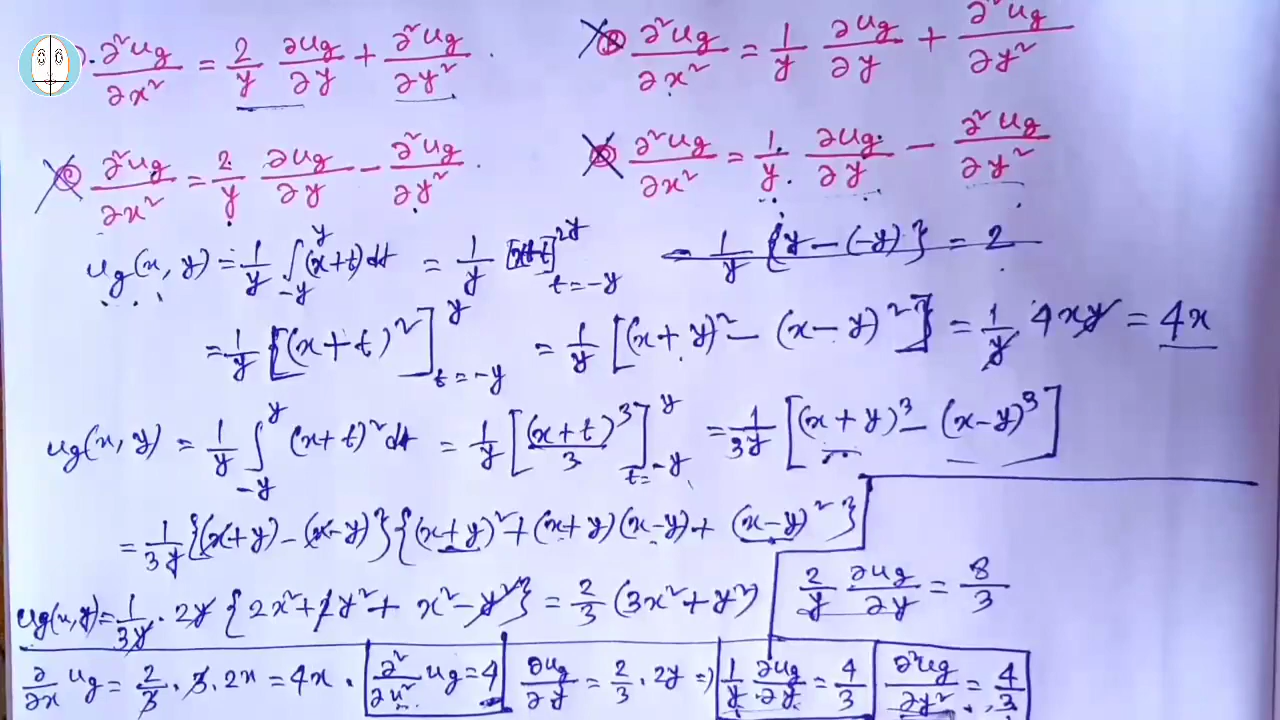 ). ∂²u_g/∂x² = 2/y ∂u_g/∂y + ∂²u_g/∂y²
∂²u_g/∂x² = 1/y ∂u_g/∂y + ∂²u_g/∂y²
C ∂²u_g/∂x² = 2/y ∂u_g/∂y - ∂²u_g/∂y²
∂²u_g/∂x² = 1/y ∂u_g/∂y - ∂²u_g/∂y²
u_g(x, y) = 1/y ∫_{-y}^{y} (x+t)dt = 1/y [x+t]_{t=-y}^{2y} = 1/y {y-(-y)} = 2
= 1/y [(x+t)²]_{t=-y}^{y} = 1/y [(x+y)² - (x-y)²] = 1/y . 4xy = 4x
u_g(x, y) = 1/y ∫_{-y}^{y} (x+t)²dt = 1/y [(x+t)³/3]_{t=-y}^{y} = 1/3y [(x+y)³ - (x-y)³]
= 1/3y {(x+y)-(x-y)}{(x+y)²+(x+y)(x-y)+(x-y)²}
2/y ∂u_g/∂y = 8/3
u_g(x,y) = 1/3y . 2y {2x²+2y²+x²-y²} = 2/3 (3x²+y²)
∂/∂x u_g = 2/3 . 3 . 2x = 4x . ∂²/∂x² u_g = 4 ∂u_g/∂y = 2/3 . 2y ⇒ 1/y ∂u_g/∂y = 4/3 ∂²u_g/∂y² = 4/3